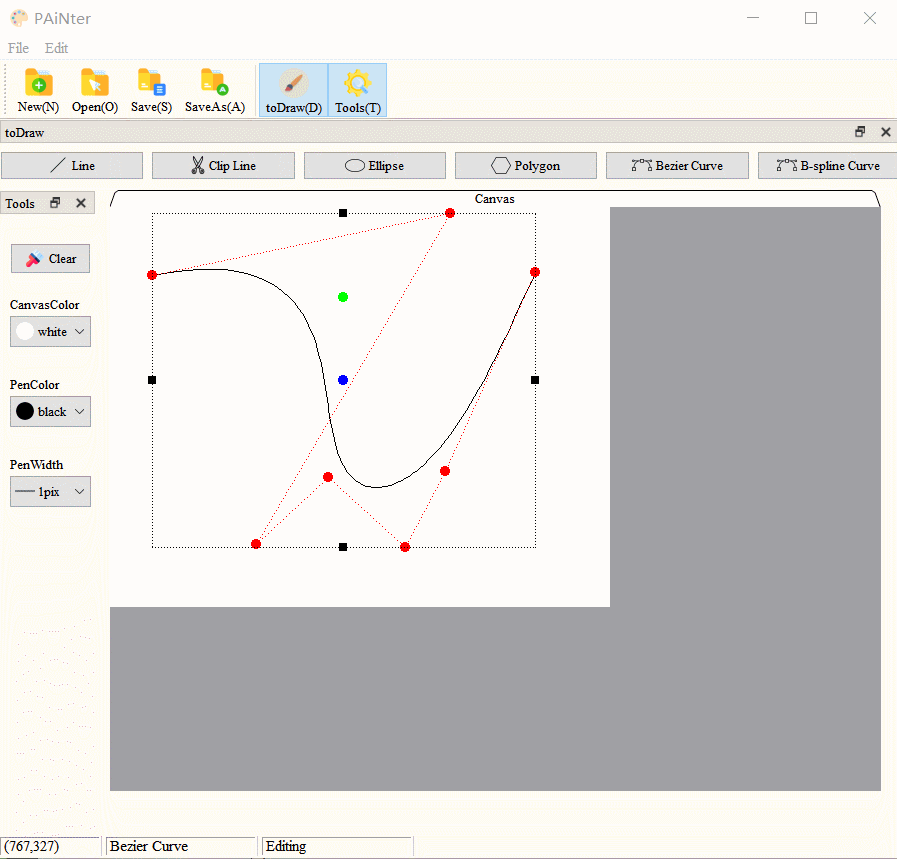 PAiNter
File Edit
New(N) Open(O) Save(S) SaveAs(A) toDraw(D) Tools(T)
toDraw
Line Clip Line Ellipse Polygon Bezier Curve B-spline Curve
Tools
Canvas
Clear
CanvasColor
white
PenColor
black
PenWidth
1pix
(767,327) Bezier Curve Editing